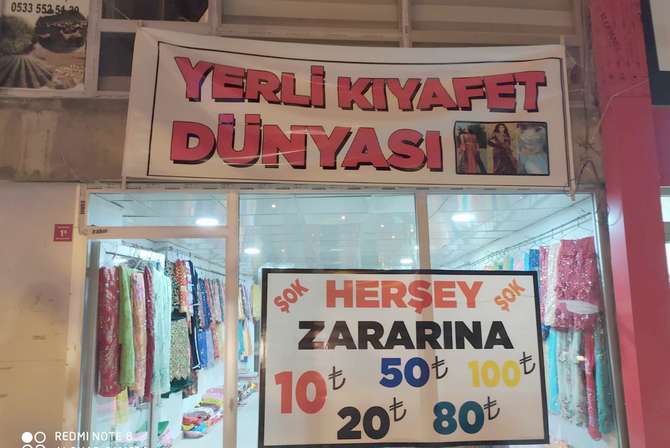 0533 552 54 20
YERLİ KIYAFET
DÜNYASI
ŞOK HERŞEY ŞOK
ZARARINA
10₺ 50₺ 100₺
20₺ 80₺
REDMI NOTE 8